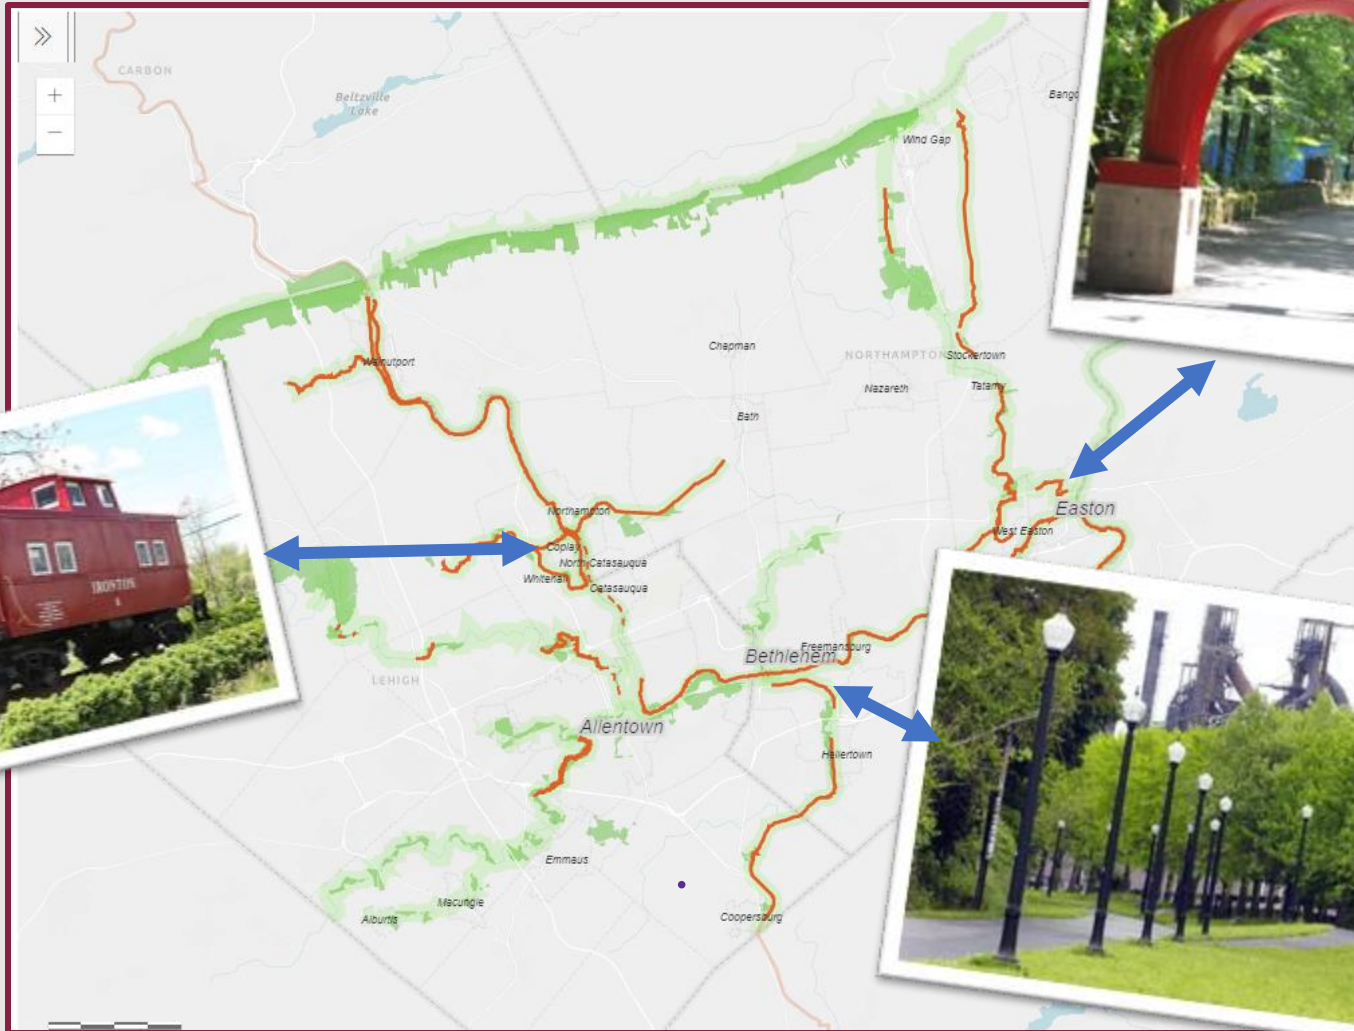 CARBON
Beltzville
Lake
Wind Gap
Walnutport
Chapman
NORTHAMPTON
Stockertown
Nazareth
Tatamy
Bath
Easton
Northampton
West Easton
Coplay
North Catasauqua
Whitehall
Catasauqua
IRONTON
Freemansburg
Bethlehem
LEHIGH
Allentown
Hellertown
Emmaus
Macungie
Alburtis
Coopersburg